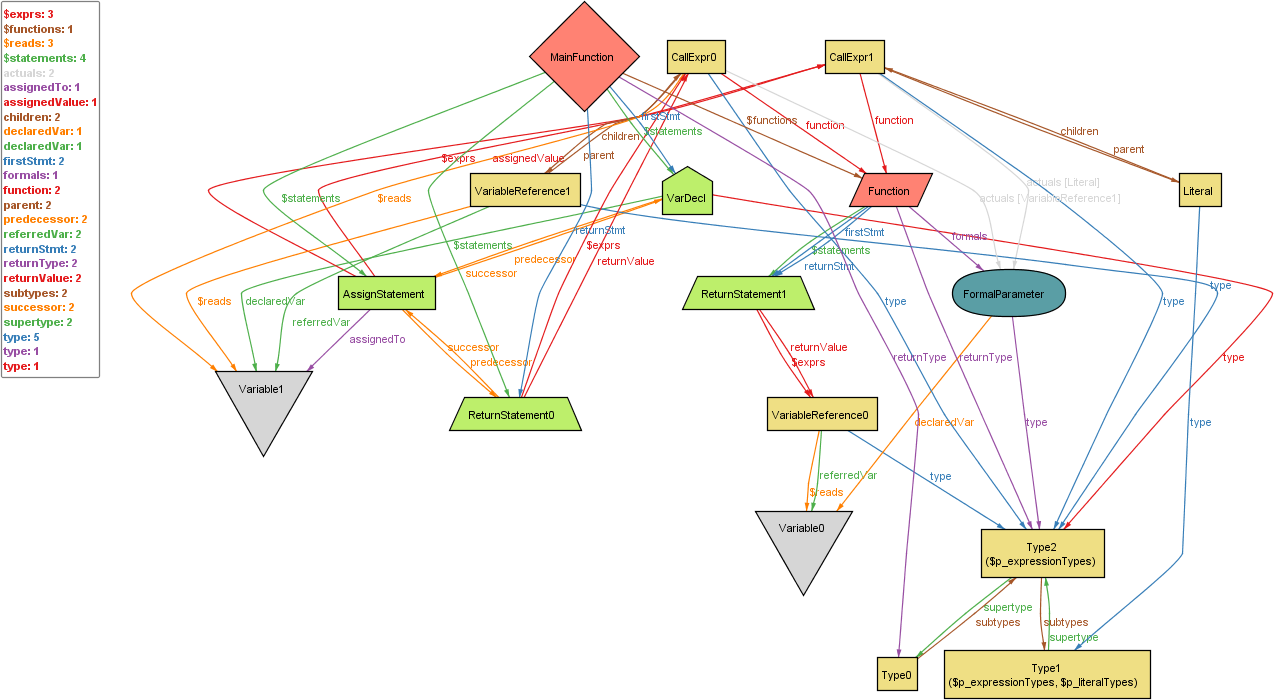 $exprs: 3
$functions: 1
$reads: 3
$statements: 4
actuals: 2
assignedTo: 1
assignedValue: 1
children: 2
declaredVar: 1
declaredVar: 1
firstStmt: 2
formals: 1
function: 2
parent: 2
predecessor: 2
referredVar: 2
returnStmt: 2
returnType: 2
returnValue: 2
subtypes: 2
successor: 2
supertype: 2
type: 5
type: 1
type: 1
MainFunction
CallExpr0
CallExpr1
firstStmt
$statements
children
parent
$functions
function
function
children
parent
$exprs
assignedValue
VariableReference1
VarDecl
Function
Literal
actuals [Literal]
actuals [VariableReference1]
$statements
$reads
returnStmt
firstStmt
formals
$statements
$exprs
predecessor
returnValue
successor
$statements
returnStmt
type
AssignStatement
ReturnStatement1
FormalParameter
$reads
declaredVar
referredVar
type
type
assignedTo
successor
predecessor
returnValue
$exprs
returnType
returnType
type
Variable1
ReturnStatement0
VariableReference0
declaredVar
type
type
referredVar
type
$reads
Variable0
Type2
($p_expressionTypes)
supertype
subtypes
subtypes
supertype
Type0
Type1
($p_expressionTypes, $p_literalTypes)